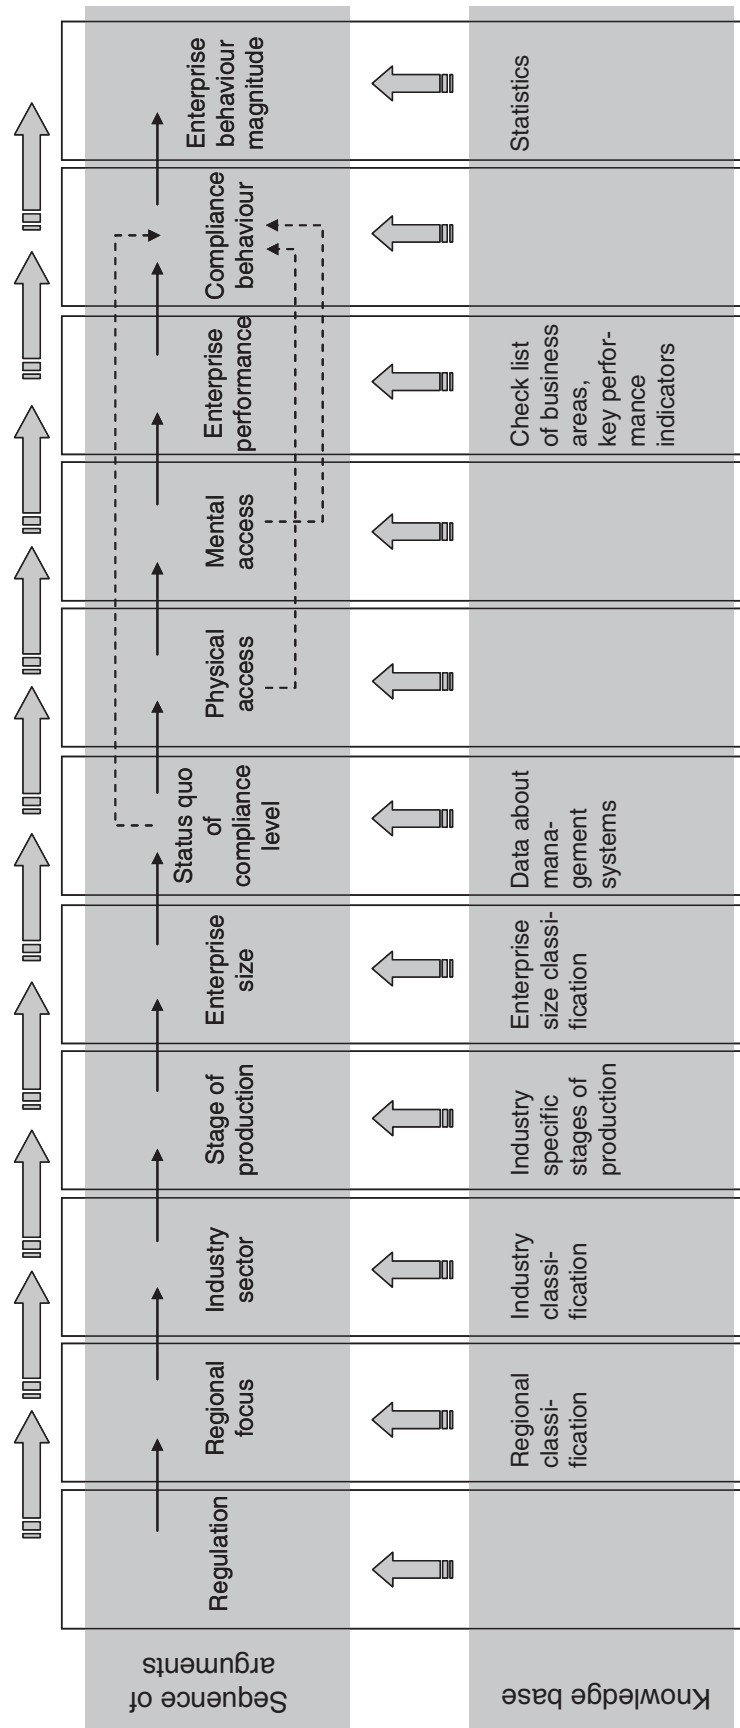 Sequence of
arguments
Regulation
Regional
focus
Industry
sector
Stage of
production
Enterprise
size
Status quo
of
compliance
level
Physical
access
Mental
access
Enterprise
performance
Compliance
behaviour
Enterprise
behaviour
magnitude
Knowledge base
Regional
classi-
fication
Industry
classi-
fication
Industry
specific
stages of
production
Enterprise
size classi-
fication
Data about
mana-
gement
systems
Check list
of business
areas,
key perfor-
mance
indicators
Statistics